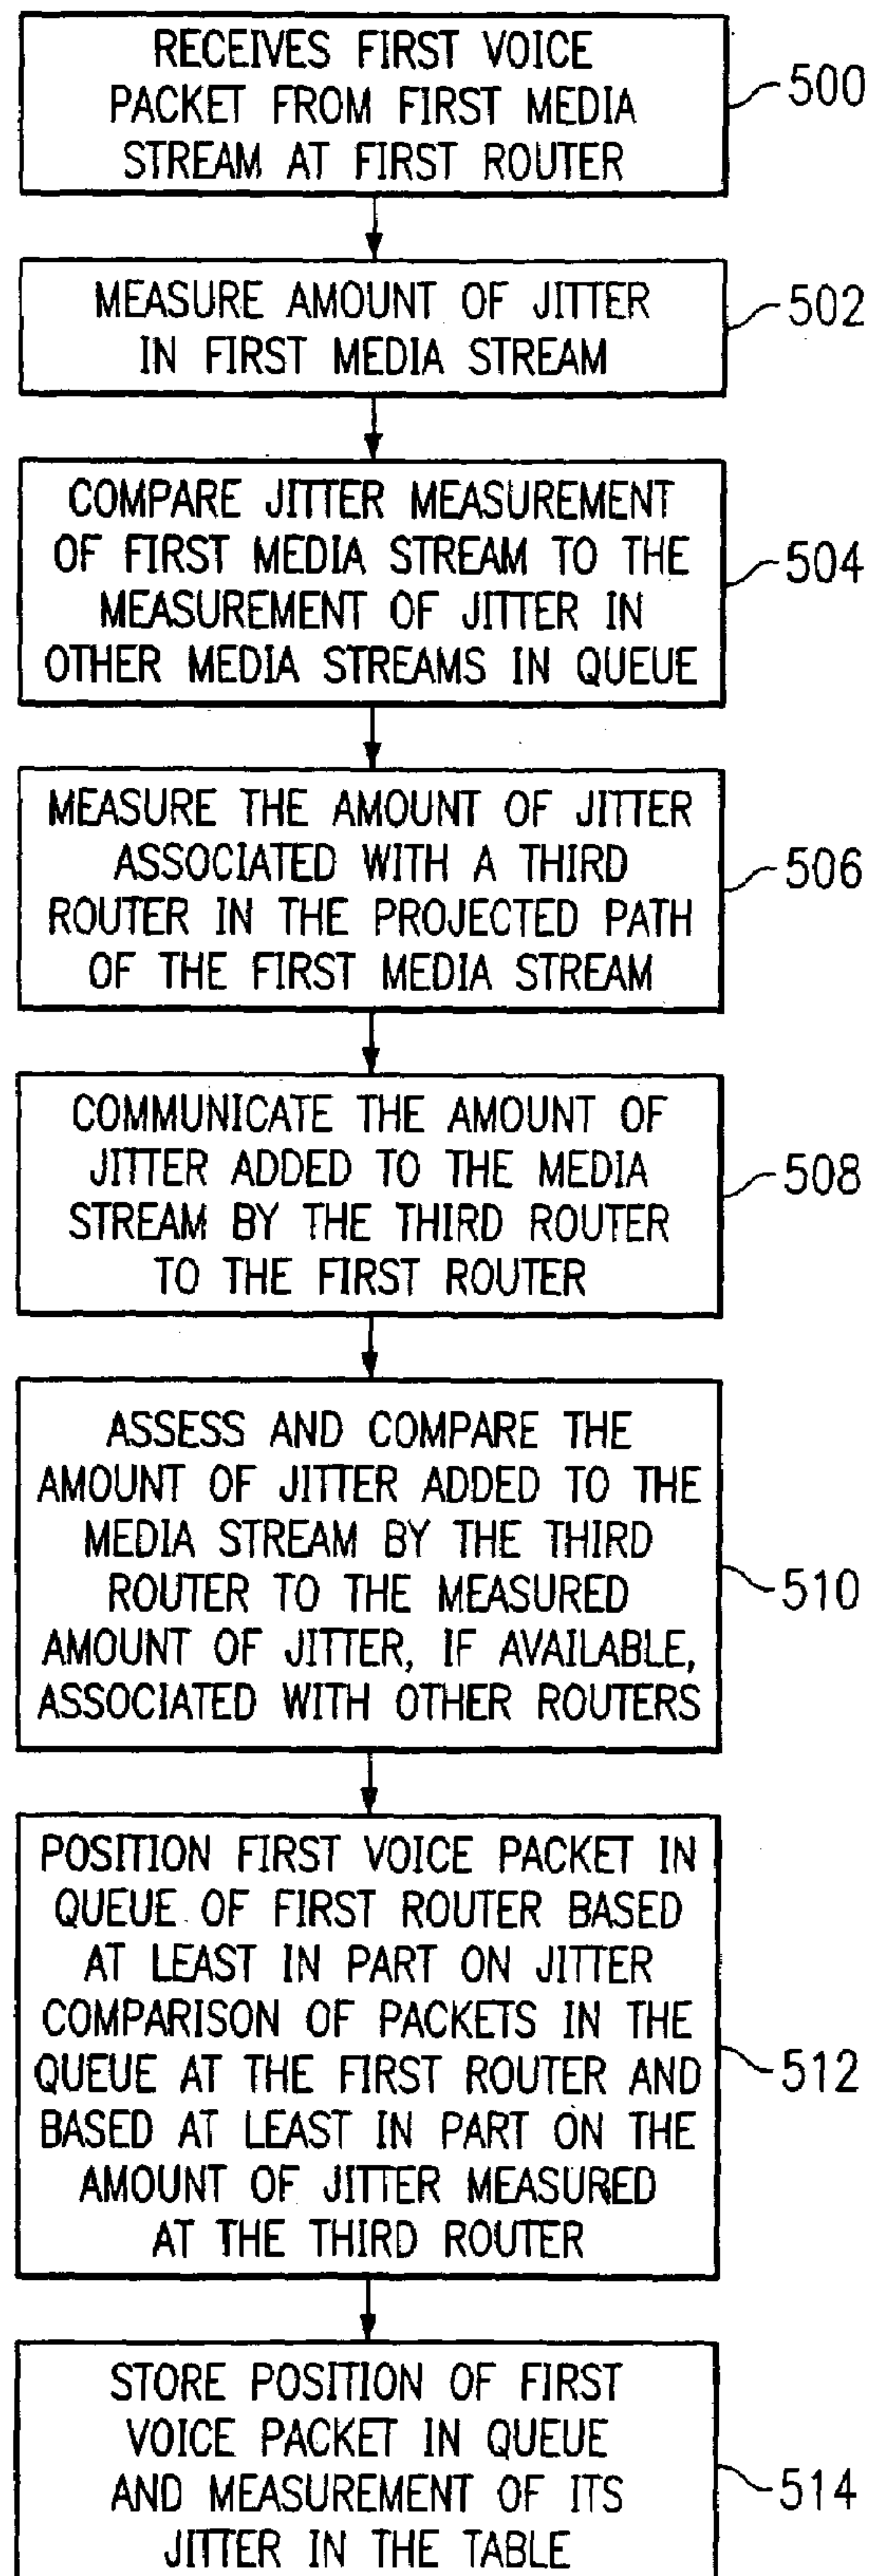 RECEIVES FIRST VOICE
PACKET FROM FIRST MEDIA
STREAM AT FIRST ROUTER
500
MEASURE AMOUNT OF JITTER
IN FIRST MEDIA STREAM
502
COMPARE JITTER MEASUREMENT
OF FIRST MEDIA STREAM TO THE
MEASUREMENT OF JITTER IN
OTHER MEDIA STREAMS IN QUEUE
504
MEASURE THE AMOUNT OF JITTER
ASSOCIATED WITH A THIRD
ROUTER IN THE PROJECTED PATH
OF THE FIRST MEDIA STREAM
506
COMMUNICATE THE AMOUNT OF
JITTER ADDED TO THE MEDIA
STREAM BY THE THIRD ROUTER
TO THE FIRST ROUTER
508
ASSESS AND COMPARE THE
AMOUNT OF JITTER ADDED TO THE
MEDIA STREAM BY THE THIRD
ROUTER TO THE MEASURED
AMOUNT OF JITTER, IF AVAILABLE,
ASSOCIATED WITH OTHER ROUTERS
510
POSITION FIRST VOICE PACKET IN
QUEUE OF FIRST ROUTER BASED
AT LEAST IN PART ON JITTER
COMPARISON OF PACKETS IN THE
QUEUE AT THE FIRST ROUTER AND
BASED AT LEAST IN PART ON THE
AMOUNT OF JITTER MEASURED
AT THE THIRD ROUTER
512
STORE POSITION OF FIRST
VOICE PACKET IN QUEUE
AND MEASUREMENT OF ITS
JITTER IN THE TABLE
514